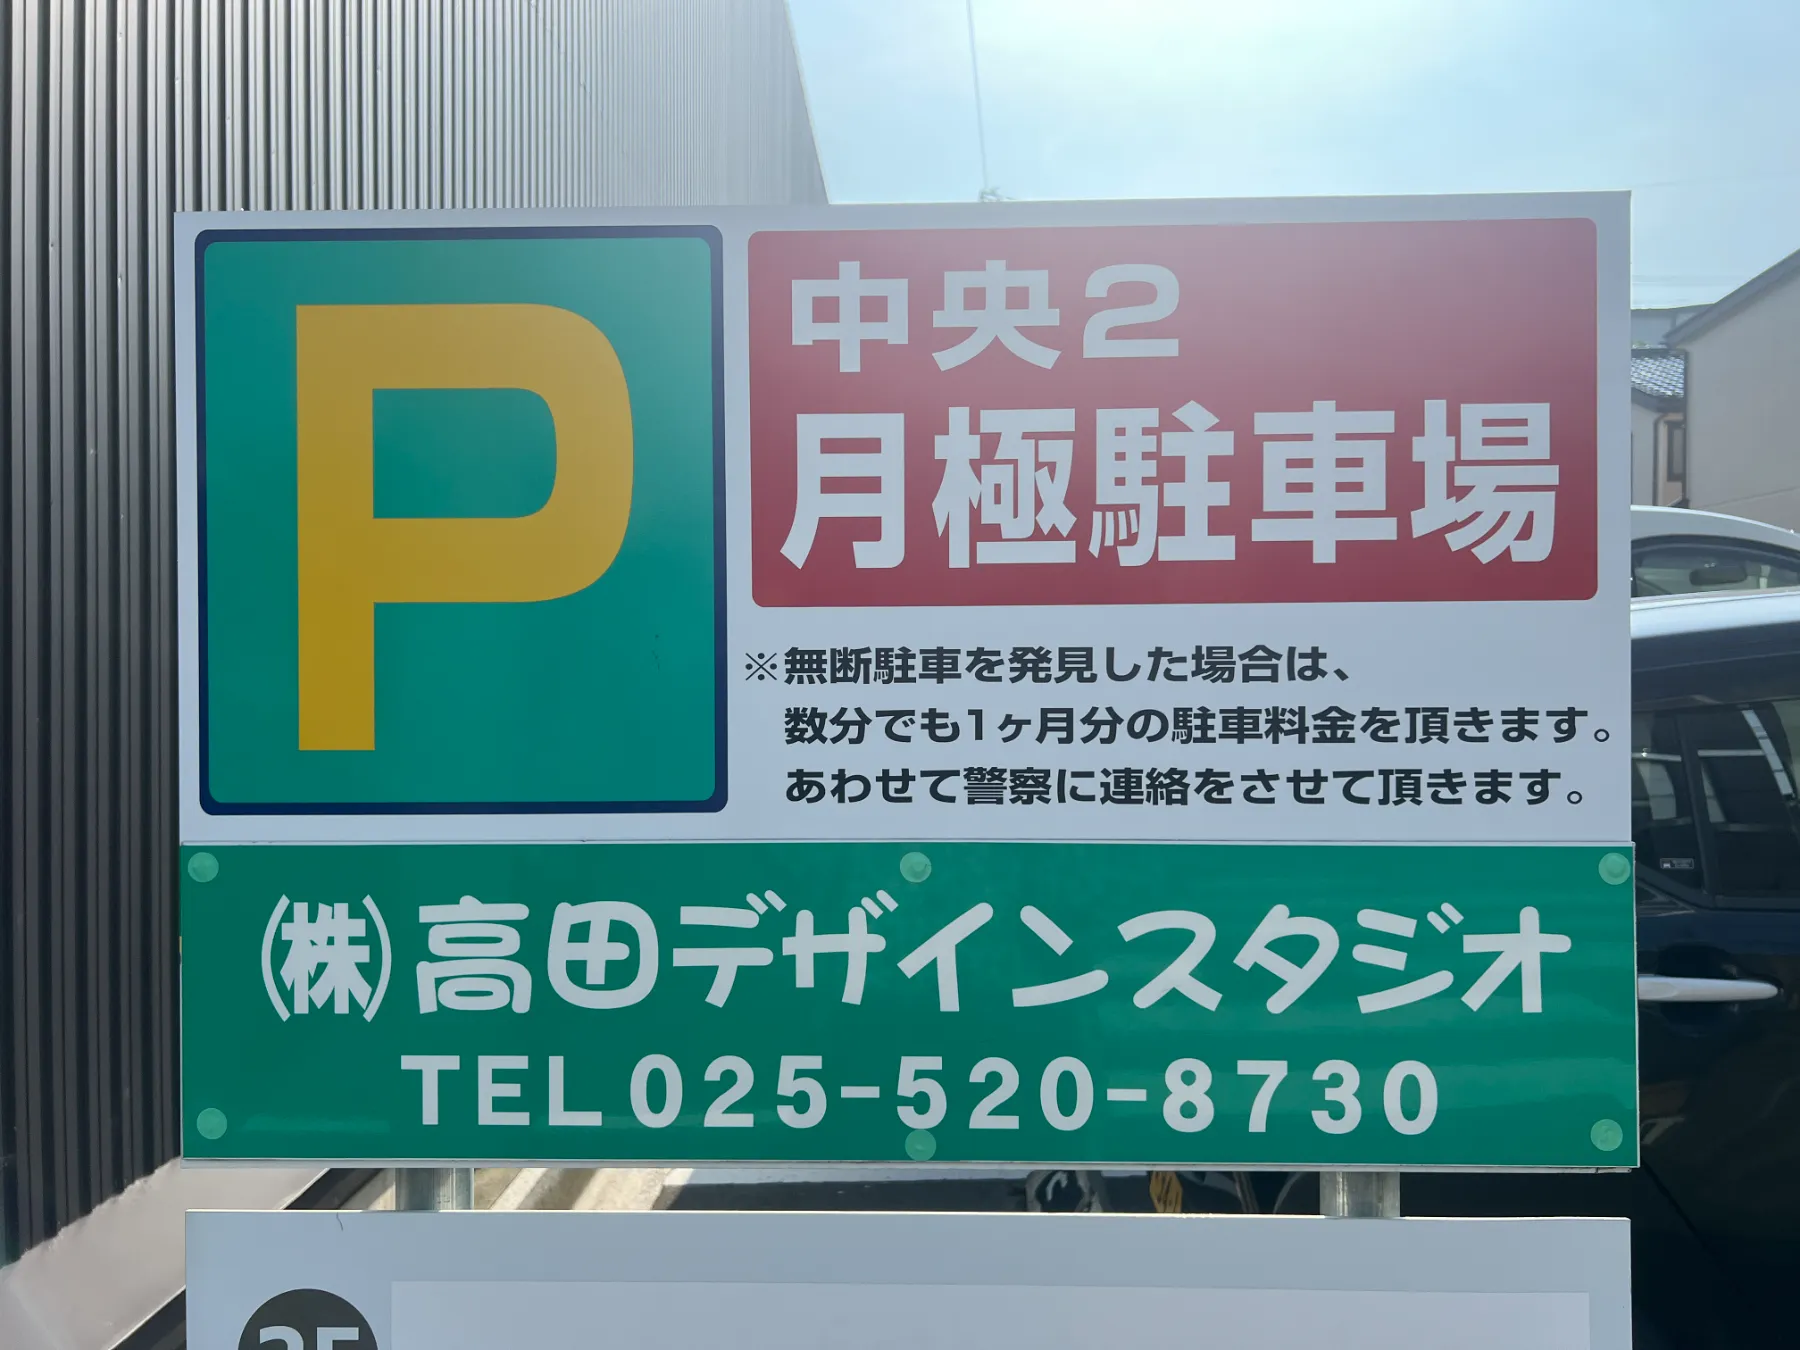 P
中央2
月極駐車場
※無断駐車を発見した場合は、
数分でも1ヶ月分の駐車料金を頂きます。
あわせて警察に連絡をさせて頂きます。
㈱高田デザインスタジオ
TEL025-520-8730